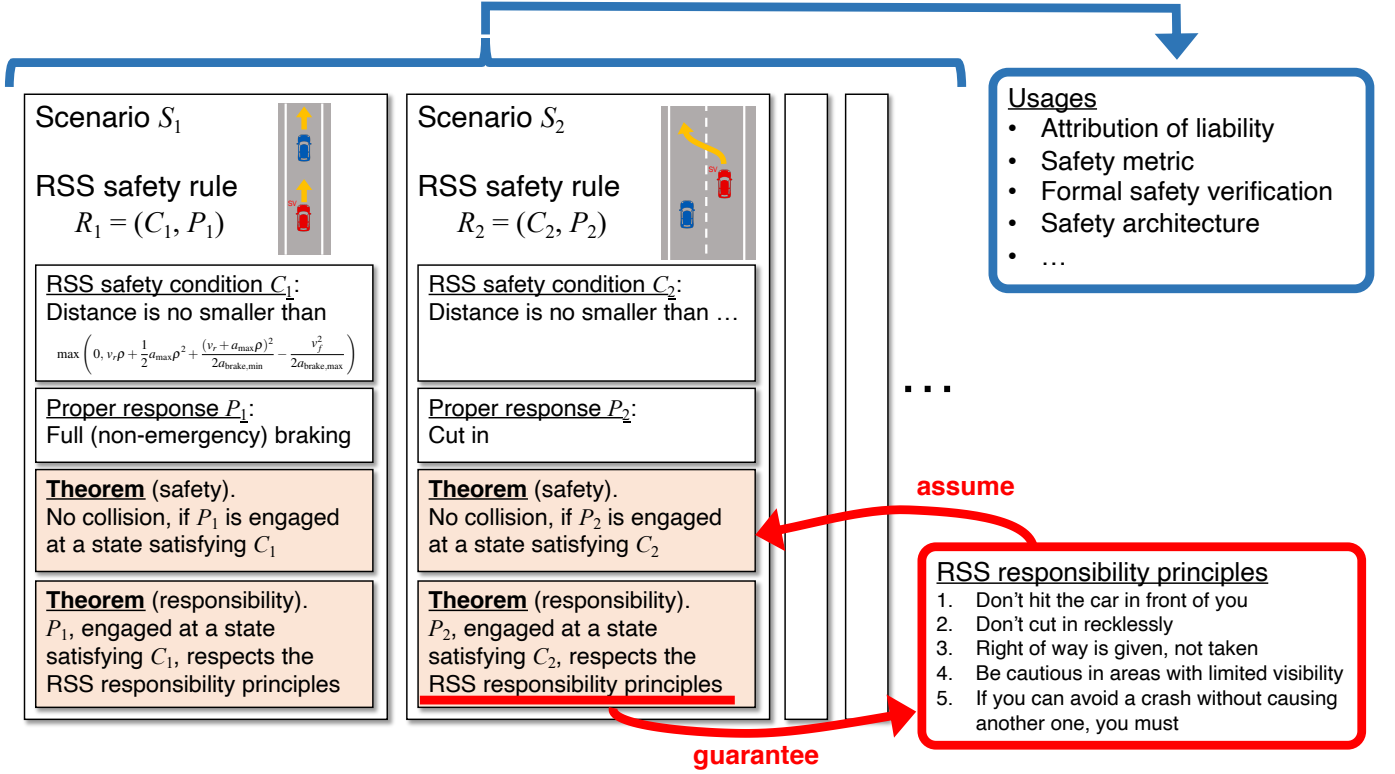 Scenario S₁
SV
RSS safety rule
R₁ = (C₁, P₁)
RSS safety condition C₁:
Distance is no smaller than
max ( 0, vᵣρ + 1/2 a_max ρ² + (vᵣ + a_max ρ)² / 2a_brake,min − v_f² / 2a_brake,max )
Proper response P₁:
Full (non-emergency) braking
Theorem (safety).
No collision, if P₁ is engaged
at a state satisfying C₁
Theorem (responsibility).
P₁, engaged at a state
satisfying C₁, respects the
RSS responsibility principles
Scenario S₂
SV
RSS safety rule
R₂ = (C₂, P₂)
RSS safety condition C₂:
Distance is no smaller than …
Proper response P₂:
Cut in
Theorem (safety).
No collision, if P₂ is engaged
at a state satisfying C₂
Theorem (responsibility).
P₂, engaged at a state
satisfying C₂, respects the
RSS responsibility principles
...
Usages
• Attribution of liability
• Safety metric
• Formal safety verification
• Safety architecture
• …
assume
RSS responsibility principles
1. Don’t hit the car in front of you
2. Don’t cut in recklessly
3. Right of way is given, not taken
4. Be cautious in areas with limited visibility
5. If you can avoid a crash without causing
another one, you must
guarantee